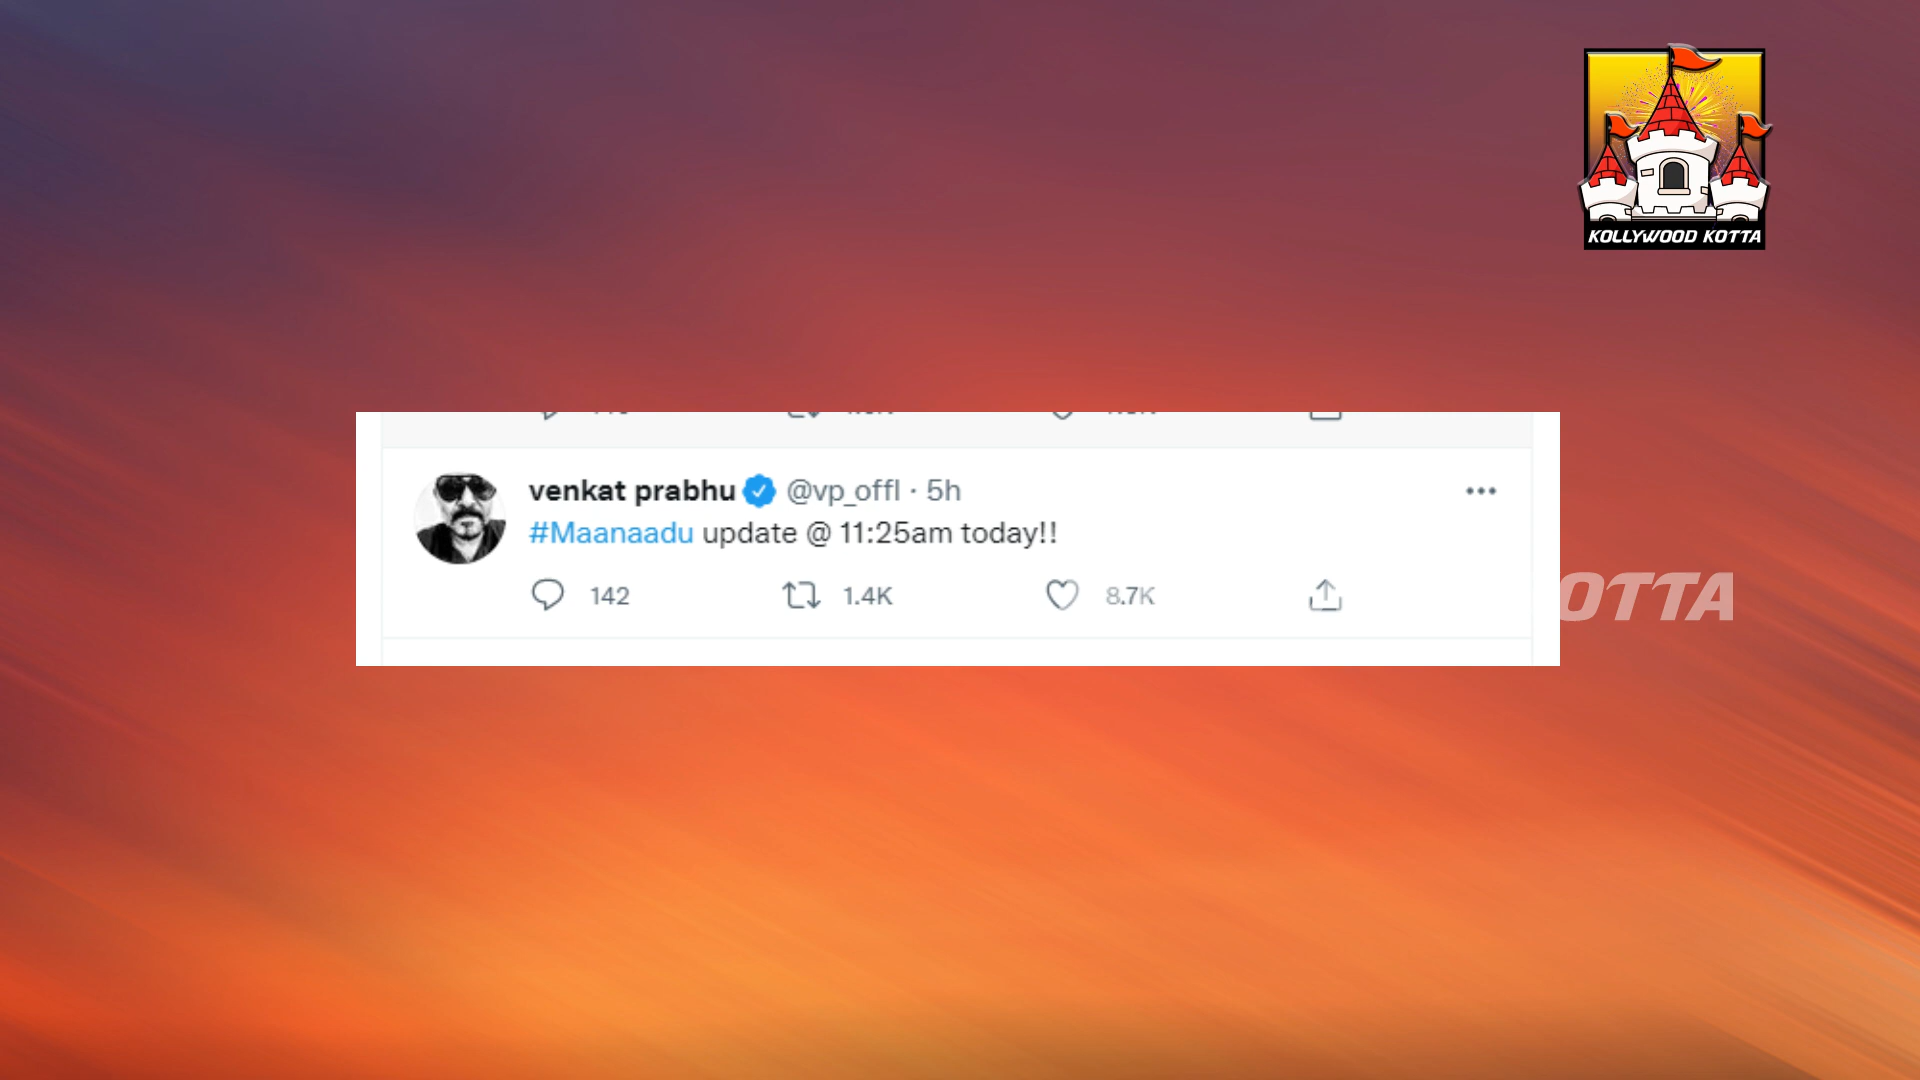 KOLLYWOOD KOTTA
venkat prabhu @vp_offl · 5h
#Maanaadu update @ 11:25am today!!
142 1.4K 8.7K
OTTA